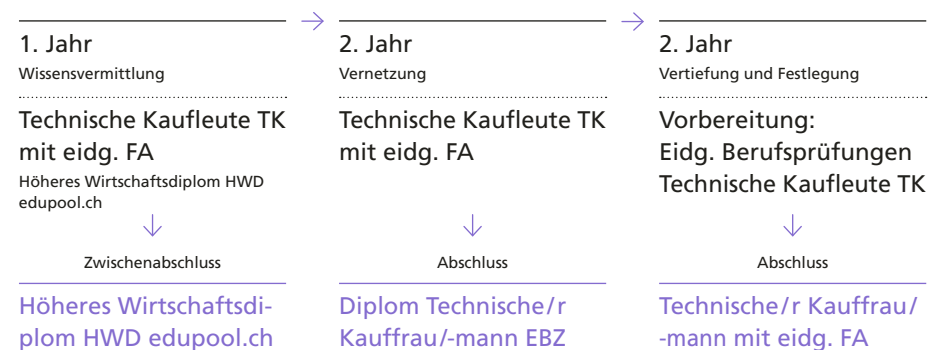 1. Jahr
Wissensvermittlung
Technische Kaufleute TK
mit eidg. FA
Höheres Wirtschaftsdiplom HWD
edupool.ch
Zwischenabschluss
Höheres Wirtschaftsdi-
plom HWD edupool.ch
2. Jahr
Vernetzung
Technische Kaufleute TK
mit eidg. FA
Abschluss
Diplom Technische/r
Kauffrau/-mann EBZ
2. Jahr
Vertiefung und Festlegung
Vorbereitung:
Eidg. Berufsprüfungen
Technische Kaufleute TK
Abschluss
Technische/r Kauffrau/
-mann mit eidg. FA